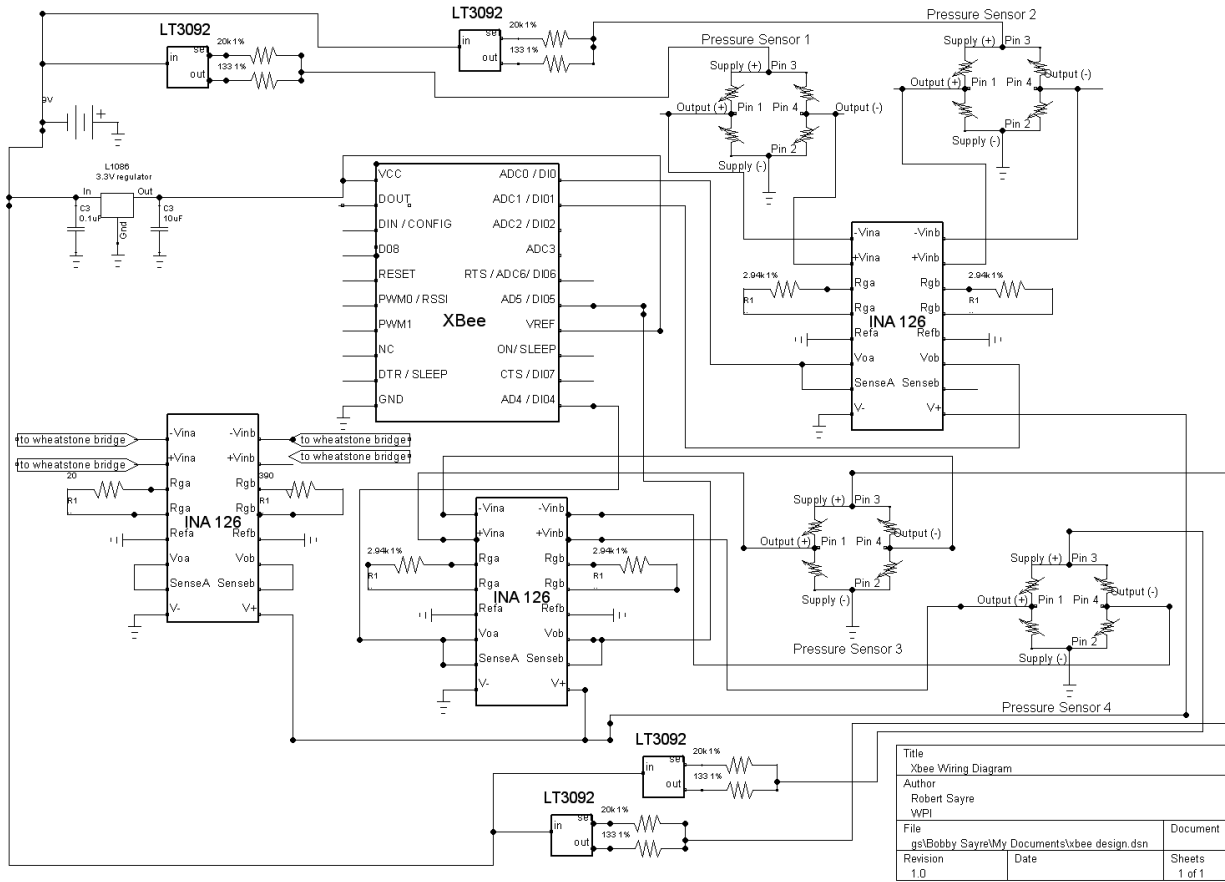 LT3092
in
set
out
20k 1%
133 1%
LT3092
in
set
out
20k 1%
133 1%
Pressure Sensor 1
Supply (+)
Pin 3
Output (+)
Pin 1
Pin 4
Output (-)
Pin 2
Supply (-)
Pressure Sensor 2
Supply (+)
Pin 3
Output (+)
Pin 1
Pin 4
Output (-)
Pin 2
Supply (-)
9V
+
L1086
3.3V regulator
In
Out
Gnd
C3
0.1uF
C3
10uF
XBee
VCC
DOUT
DIN / CONFIG
D08
RESET
PWM0 / RSSI
PWM1
NC
DTR / SLEEP
GND
ADC0 / DI0
ADC1 / DI01
ADC2 / DI02
ADC3
RTS / ADC6/ DI06
AD5 / DI05
VREF
ON/ SLEEP
CTS / DI07
AD4 / DI04
INA 126
-Vina
+Vina
Rga
Rga
Refa
Voa
SenseA
V-
-Vinb
+Vinb
Rgb
Rgb
Refb
Vob
Senseb
V+
2.94k 1%
R1
2.94k 1%
R1
to wheatstone bridge
to wheatstone bridge
to wheatstone bridge
to wheatstone bridge
INA 126
-Vina
+Vina
Rga
Rga
Refa
Voa
SenseA
V-
-Vinb
+Vinb
Rgb
Rgb
Refb
Vob
Senseb
V+
20
R1
390
R1
INA 126
-Vina
+Vina
Rga
Rga
Refa
Voa
SenseA
V-
-Vinb
+Vinb
Rgb
Rgb
Refb
Vob
Senseb
V+
2.94k 1%
R1
2.94k 1%
R1
Supply (+)
Pin 3
Output (+)
Pin 1
Pin 4
Output (-)
Pin 2
Supply (-)
Pressure Sensor 3
Supply (+)
Pin 3
Output (+)
Pin 1
Pin 4
Output (-)
Pin 2
Supply (-)
Pressure Sensor 4
LT3092
in
set
out
20k 1%
133 1%
LT3092
in
set
out
20k 1%
133 1%
Title
Xbee Wiring Diagram
Author
Robert Sayre
WPI
File
gs\Bobby Sayre\My Documents\xbee design.dsn
Document
Revision
1.0
Date
Sheets
1 of 1